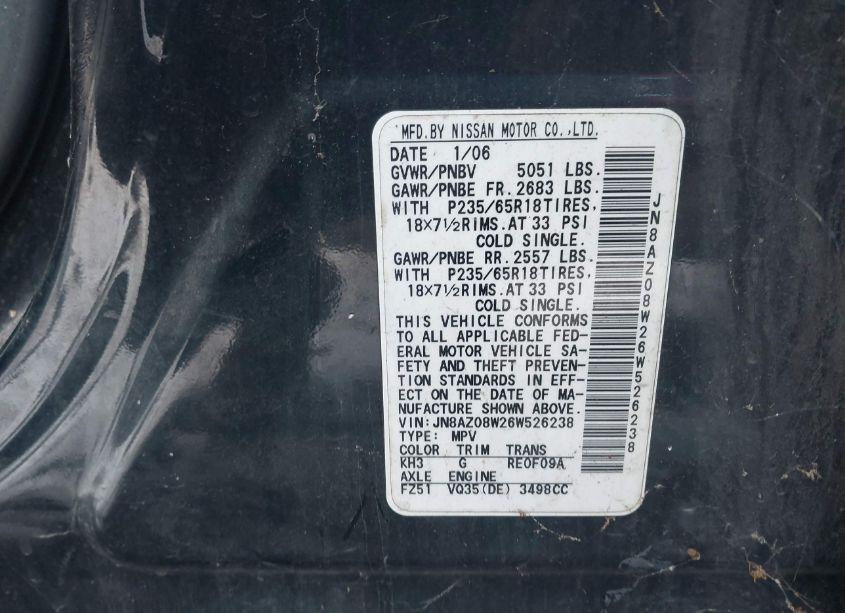 MFD.BY NISSAN MOTOR CO.,LTD.
DATE 1/06
GVWR/PNBV 5051 LBS.
GAWR/PNBE FR.2683 LBS.
WITH P235/65R18TIRES,
18×7½RIMS.AT 33 PSI
COLD SINGLE.
GAWR/PNBE RR.2557 LBS.
WITH P235/65R18TIRES,
18×7½RIMS.AT 33 PSI
COLD SINGLE.
THIS VEHICLE CONFORMS
TO ALL APPLICABLE FED-
ERAL MOTOR VEHICLE SA-
FETY AND THEFT PREVEN-
TION STANDARDS IN EFF-
ECT ON THE DATE OF MA-
NUFACTURE SHOWN ABOVE.
VIN:JN8AZ08W26W526238
TYPE: MPV
COLOR TRIM TRANS
KH3 G RE0F09A
AXLE ENGINE
FZ51 VQ35(DE) 3498CC
JN8AZ08W26W526238